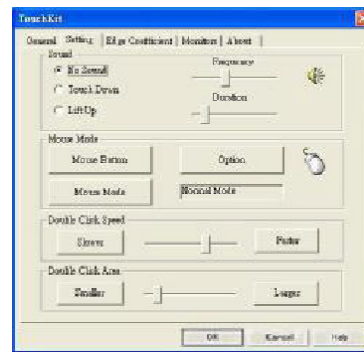 TouchKit
General Setting Edge Coefficient Monitors About
Sound
No Sound
Touch Down
Lift Up
Frequency
Duration
Mouse Mode
Mouse Button
Option
Mouse Mode
Normal Mode
Double Click Speed
Slower
Faster
Double Click Area
Smaller
Larger
OK Cancel Help